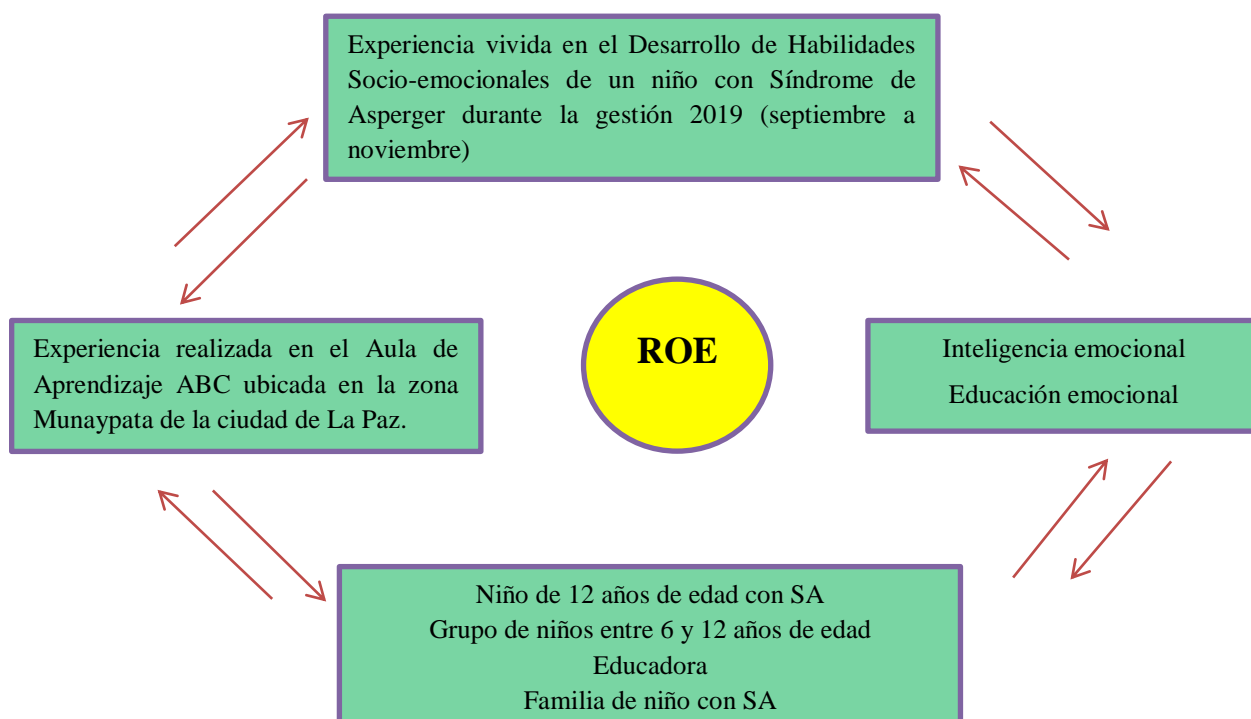 Experiencia vivida en el Desarrollo de Habilidades
Socio-emocionales de un niño con Síndrome de
Asperger durante la gestión 2019 (septiembre a
noviembre)
Experiencia realizada en el Aula de
Aprendizaje ABC ubicada en la zona
Munaypata de la ciudad de La Paz.
ROE
Inteligencia emocional
Educación emocional
Niño de 12 años de edad con SA
Grupo de niños entre 6 y 12 años de edad
Educadora
Familia de niño con SA